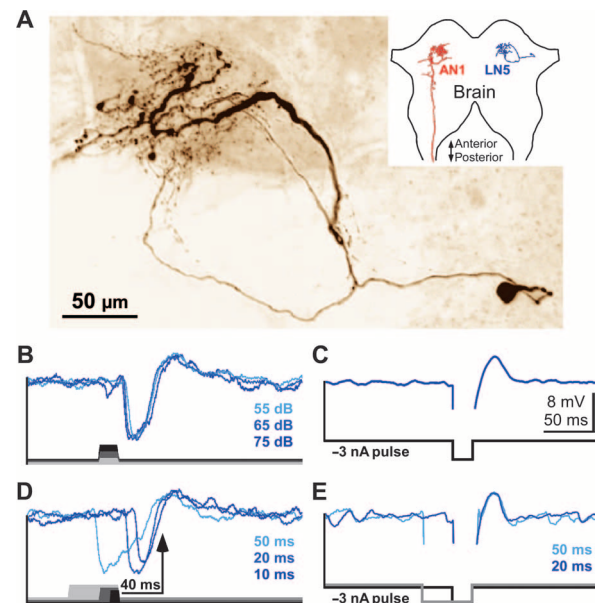 A
AN1
LN5
Brain
Anterior
Posterior
50 µm
B
55 dB
65 dB
75 dB
C
8 mV
50 ms
–3 nA pulse
D
50 ms
20 ms
10 ms
40 ms
E
50 ms
20 ms
–3 nA pulse